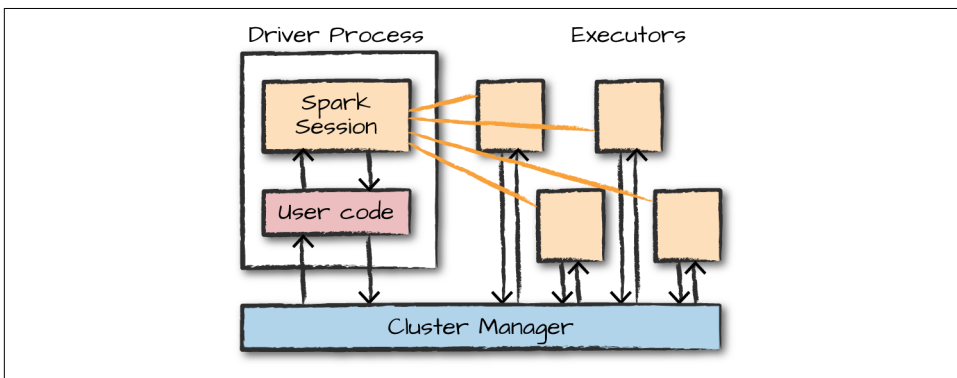 Driver Process
Executors
Spark
Session
User code
Cluster Manager